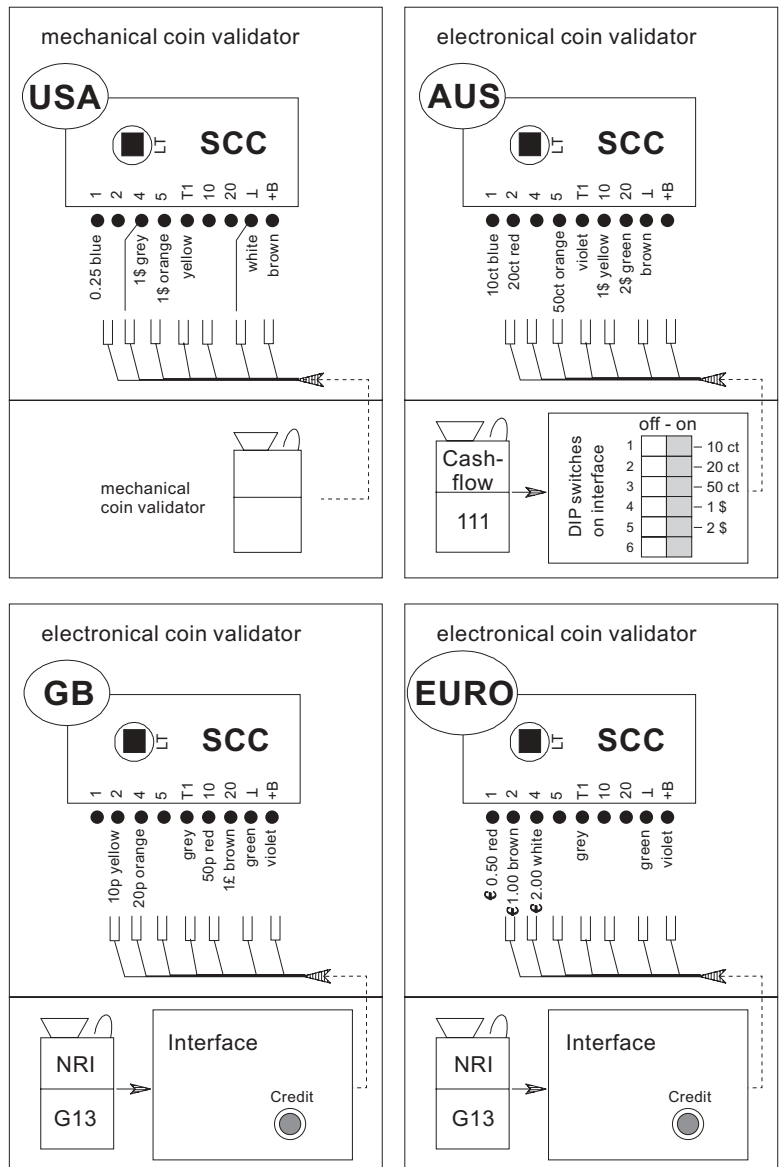 mechanical coin validator
USA
LT
SCC
1 2 4 5 T1 10 20 ⊥ +B
0.25 blue
1$ grey
1$ orange
yellow
white
brown
mechanical
coin validator
electronical coin validator
AUS
LT
SCC
1 2 4 5 T1 10 20 ⊥ +B
10ct blue
20ct red
50ct orange
violet
1$ yellow
2$ green
brown
Cash-
flow
111
DIP switches
on interface
off - on
1 10 ct
2 20 ct
3 50 ct
4 1 $
5 2 $
6
electronical coin validator
GB
LT
SCC
1 2 4 5 T1 10 20 ⊥ +B
10p yellow
20p orange
grey
50p red
1£ brown
green
violet
NRI
G13
Interface
Credit
electronical coin validator
EURO
LT
SCC
1 2 4 5 T1 10 20 ⊥ +B
€ 0.50 red
€ 1.00 brown
€ 2.00 white
grey
green
violet
NRI
G13
Interface
Credit